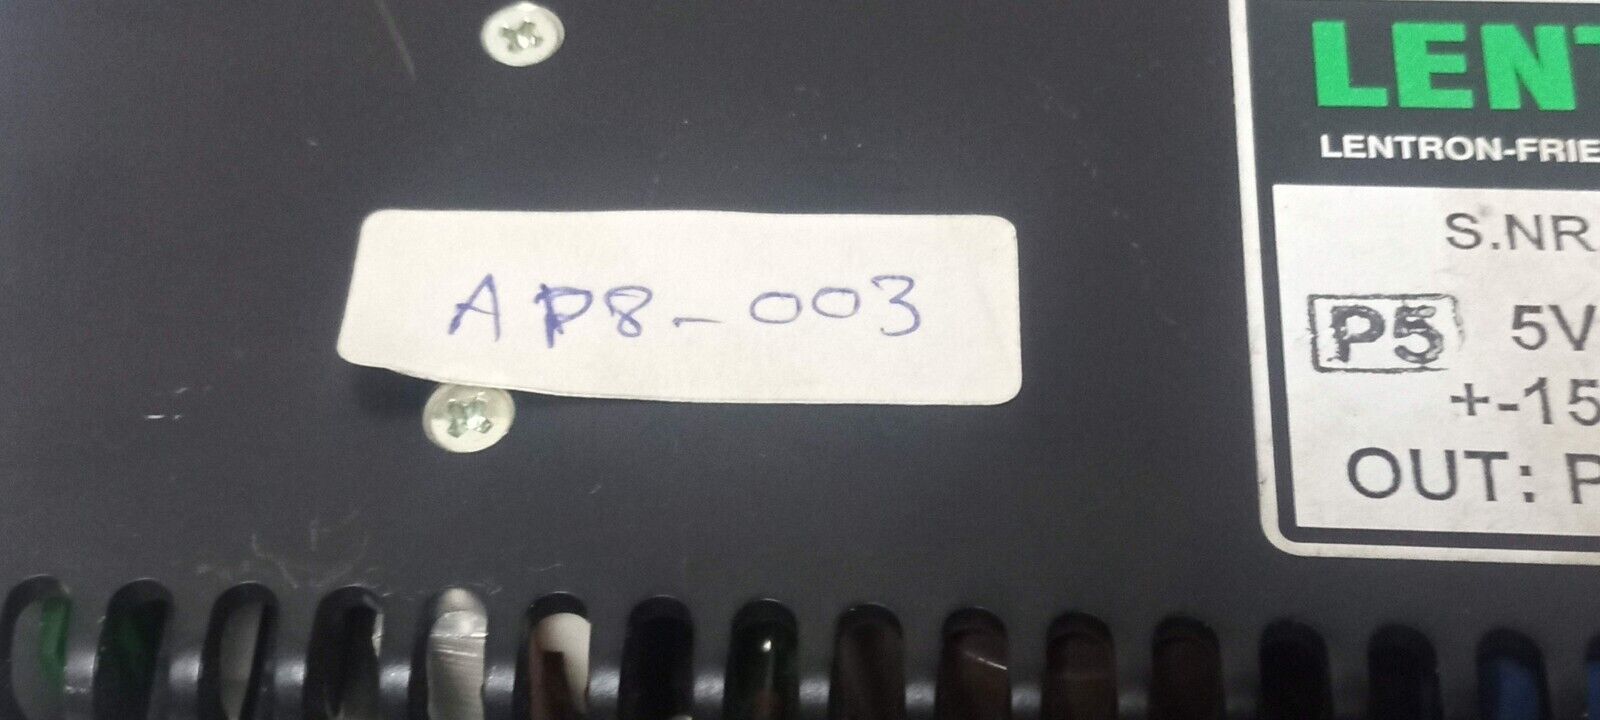 AP8-003
LENT
LENTRON-FRIE
S.NR.
P5 5V
+-15
OUT: P